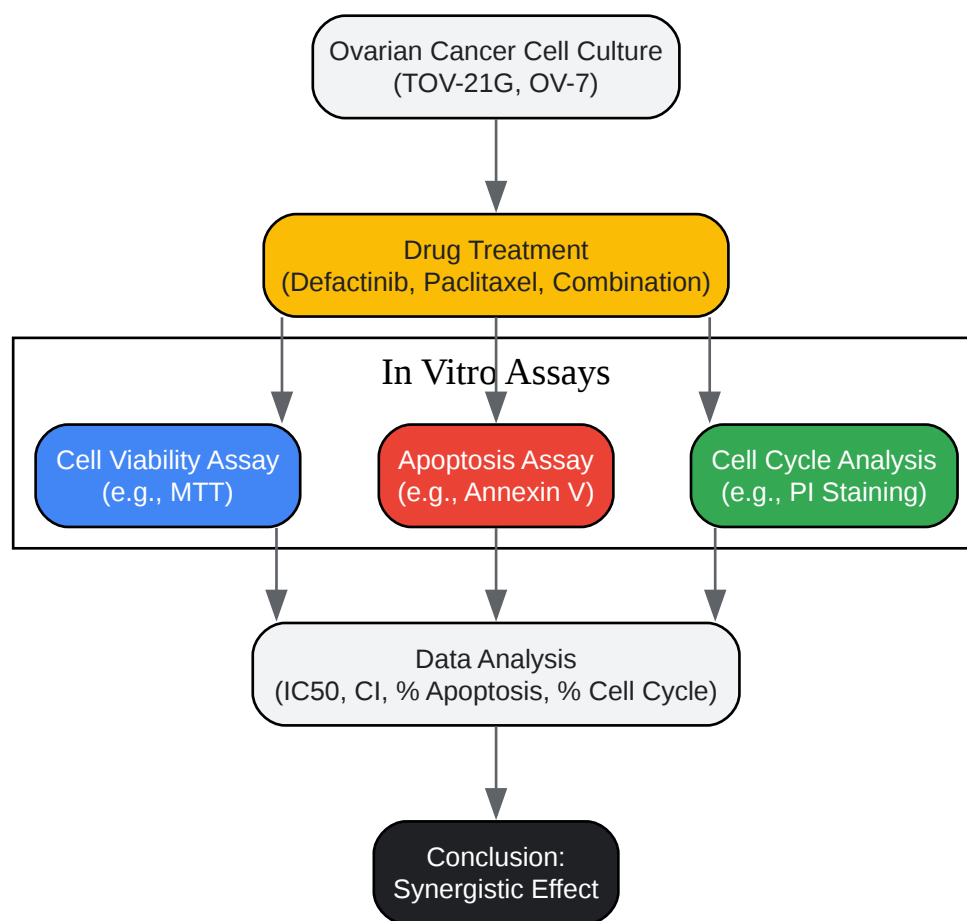 Ovarian Cancer Cell Culture
(TOV-21G, OV-7)
Drug Treatment
(Defactinib, Paclitaxel, Combination)
In Vitro Assays
Cell Viability Assay
(e.g., MTT)
Apoptosis Assay
(e.g., Annexin V)
Cell Cycle Analysis
(e.g., PI Staining)
Data Analysis
(IC50, CI, % Apoptosis, % Cell Cycle)
Conclusion:
Synergistic Effect